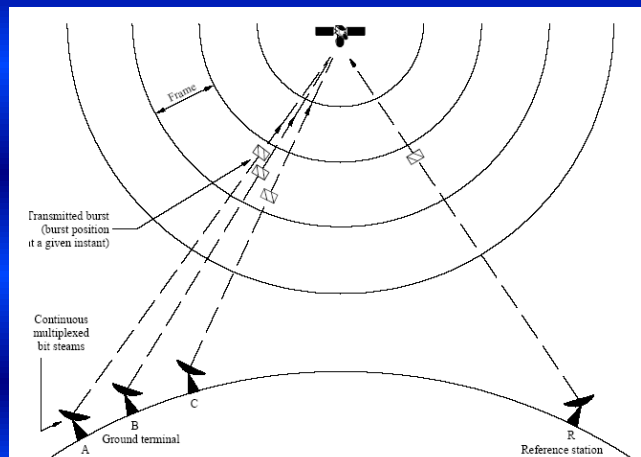 Frame
Transmitted burst
(burst position
t a given instant)
Continuous
multiplexed
bit steams
A
B
C
Ground terminal
R
Reference station